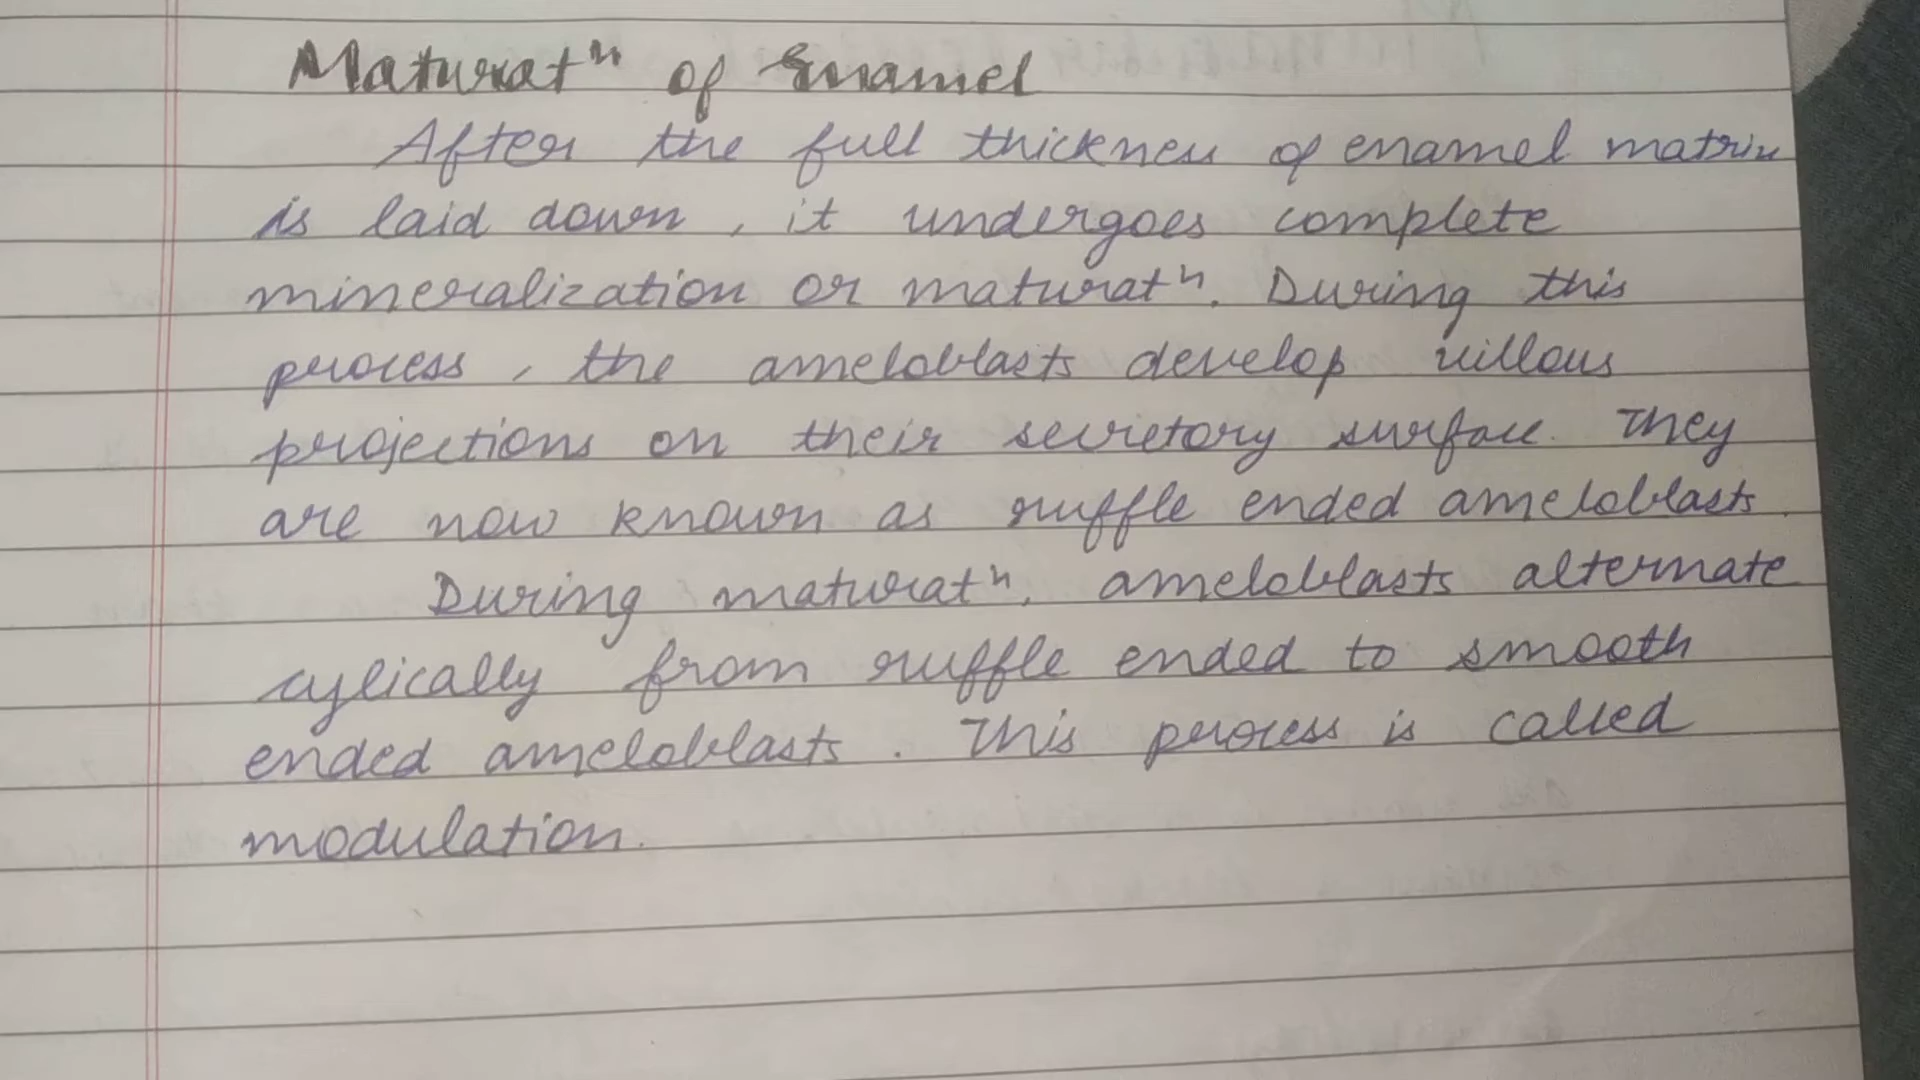 Maturatⁿ of Enamel
After the full thickness of enamel matrix
is laid down, it undergoes complete
mineralization or maturatⁿ. During this
process, the ameloblasts develop villous
projections on their secretory surface. They
are now known as ruffle ended ameloblasts.
During maturatⁿ, ameloblasts alternate
cylically from ruffle ended to smooth
ended ameloblasts. This process is called
modulation.